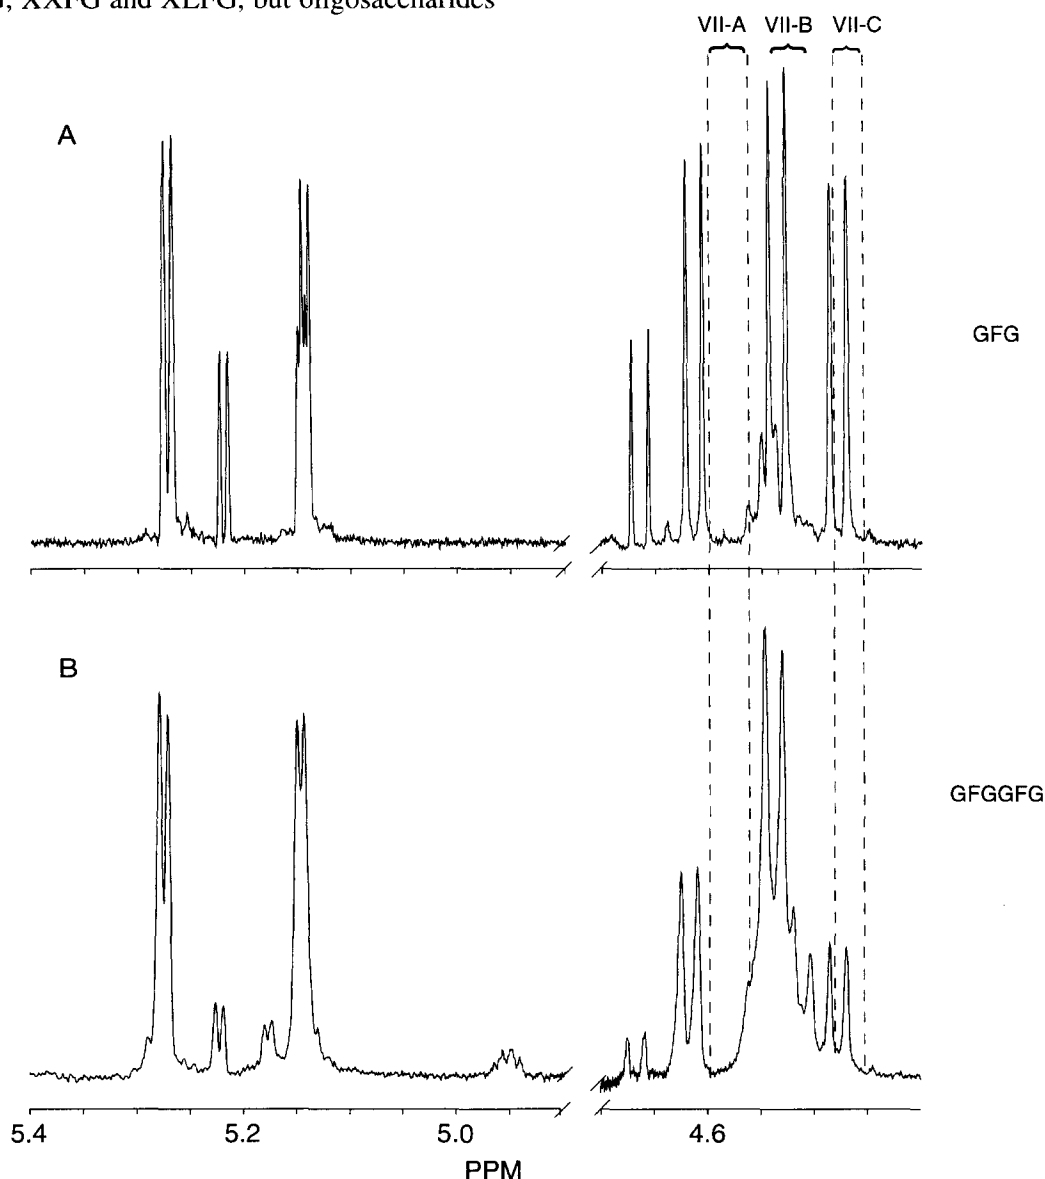 XXFG and XLFG, but oligosaccharides
VII-A VII-B VII-C
A
GFG
B
GFGGFG
5.4 5.2 5.0 4.6
PPM